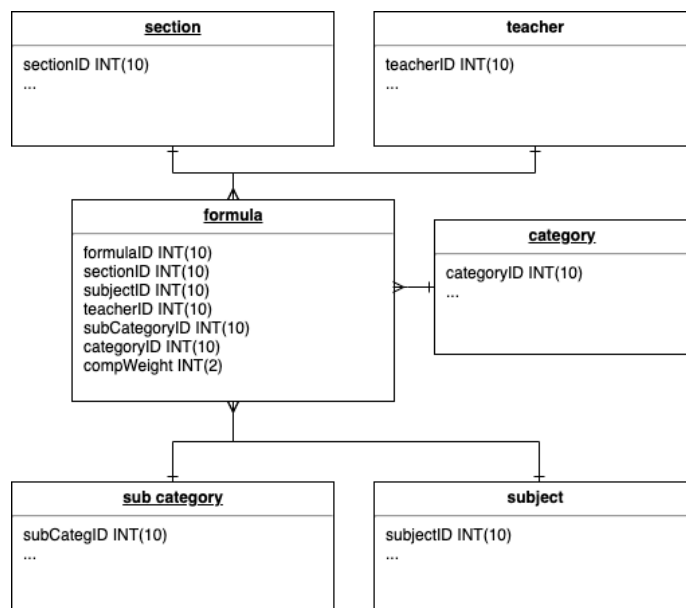 section
sectionID INT(10)
...
teacher
teacherID INT(10)
...
formula
formulaID INT(10)
sectionID INT(10)
subjectID INT(10)
teacherID INT(10)
subCategoryID INT(10)
categoryID INT(10)
compWeight INT(2)
category
categoryID INT(10)
...
sub category
subCategID INT(10)
...
subject
subjectID INT(10)
...